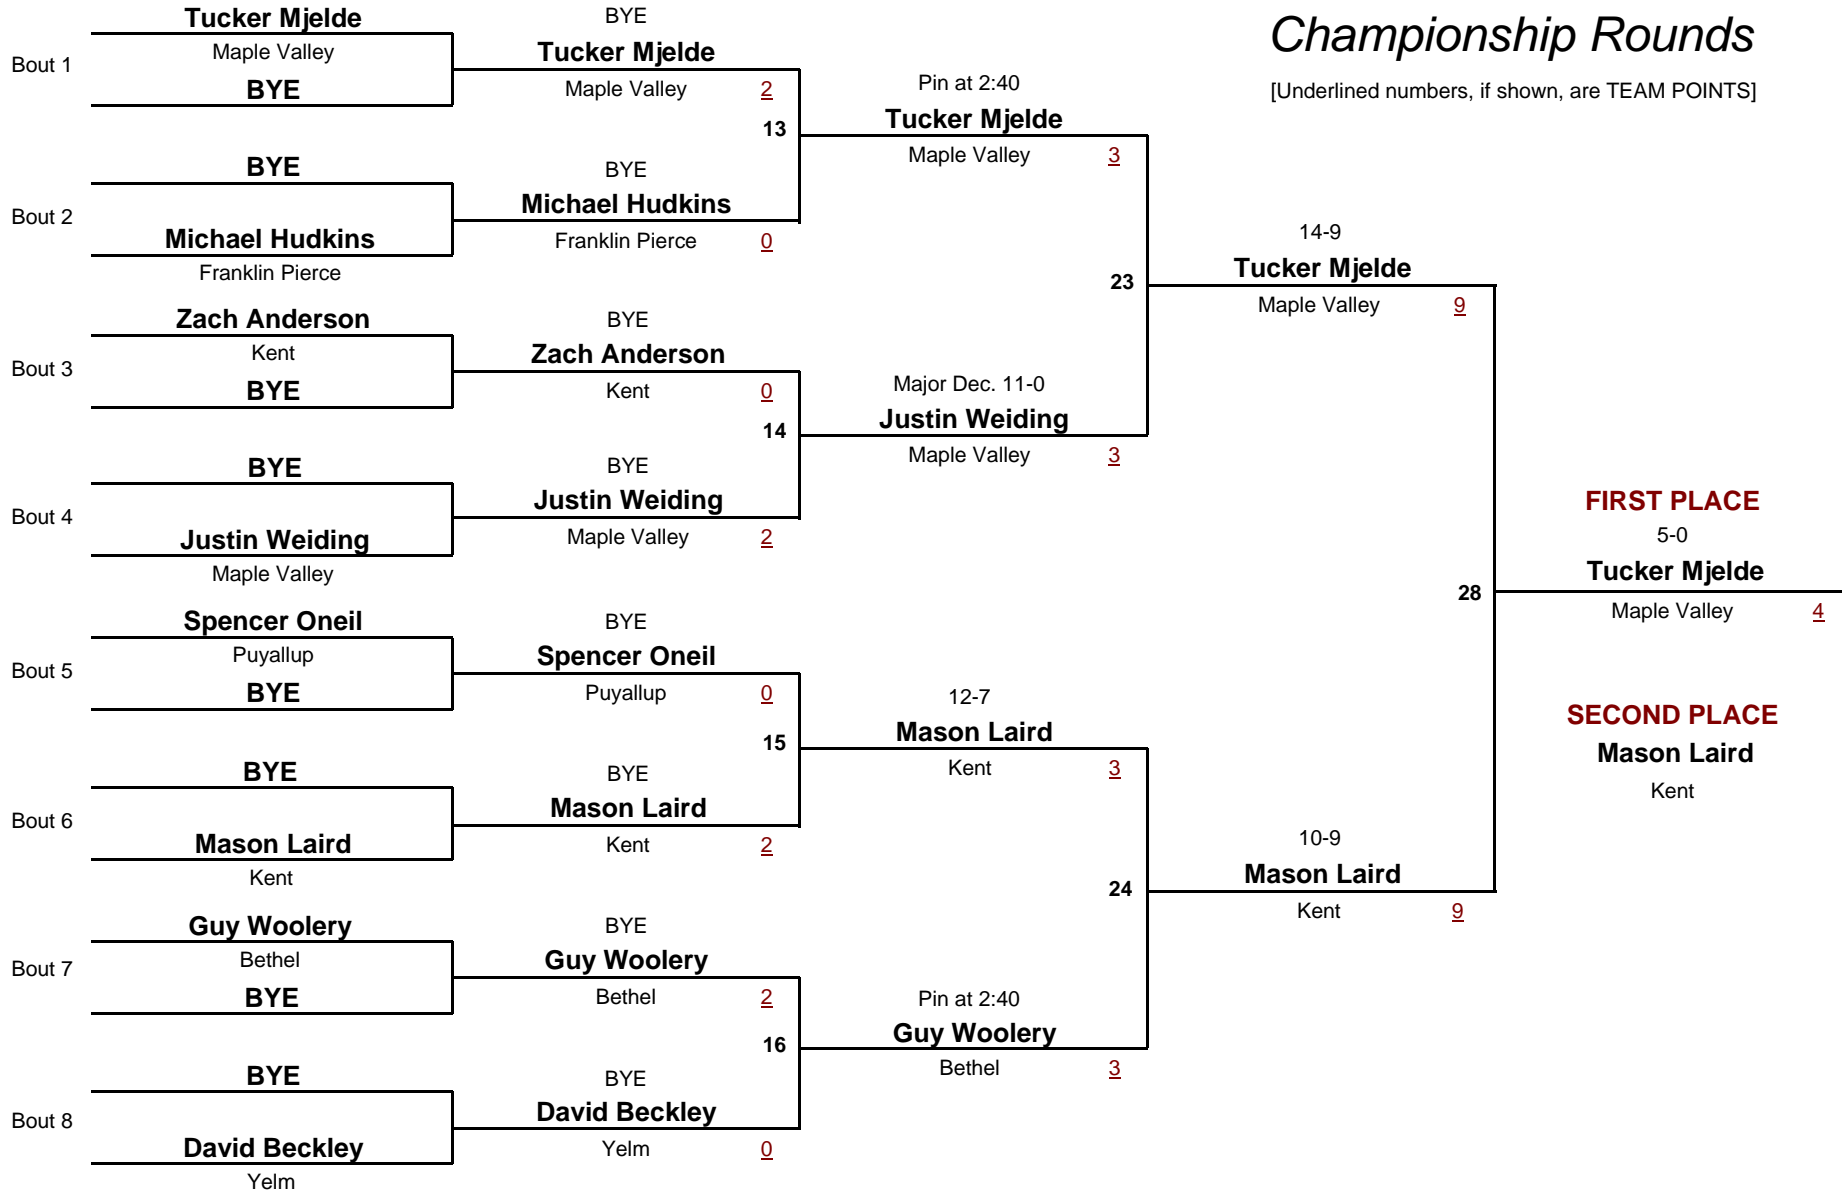 Championship Rounds
[Underlined numbers, if shown, are TEAM POINTS]
Bout 1
Tucker Mjelde
Maple Valley
BYE
Bout 2
BYE
Michael Hudkins
Franklin Pierce
Bout 3
Zach Anderson
Kent
BYE
Bout 4
BYE
Justin Weiding
Maple Valley
Bout 5
Spencer Oneil
Puyallup
BYE
Bout 6
BYE
Mason Laird
Kent
Bout 7
Guy Woolery
Bethel
BYE
Bout 8
BYE
David Beckley
Yelm
BYE
Tucker Mjelde
Maple Valley 2
13
BYE
Michael Hudkins
Franklin Pierce 0
BYE
Zach Anderson
Kent 0
14
BYE
Justin Weiding
Maple Valley 2
BYE
Spencer Oneil
Puyallup 0
15
BYE
Mason Laird
Kent 2
BYE
Guy Woolery
Bethel 2
16
BYE
David Beckley
Yelm 0
Pin at 2:40
Tucker Mjelde
Maple Valley 3
23
Major Dec. 11-0
Justin Weiding
Maple Valley 3
12-7
Mason Laird
Kent 3
24
Pin at 2:40
Guy Woolery
Bethel 3
14-9
Tucker Mjelde
Maple Valley 9
28
10-9
Mason Laird
Kent 9
FIRST PLACE
5-0
Tucker Mjelde
Maple Valley 4
SECOND PLACE
Mason Laird
Kent